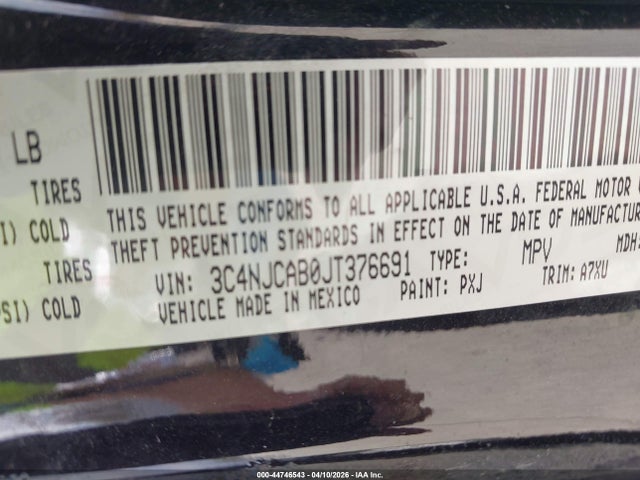 LB
TIRES
I) COLD
TIRES
PSI) COLD
THIS VEHICLE CONFORMS TO ALL APPLICABLE U.S.A. FEDERAL MOTOR
THEFT PREVENTION STANDARDS IN EFFECT ON THE DATE OF MANUFACTUR
VIN: 3C4NJCAB0JT376691 TYPE: MPV MDH:
VEHICLE MADE IN MEXICO PAINT: PXJ TRIM: A7XU
000-44746543 - 04/10/2026 - IAA Inc.